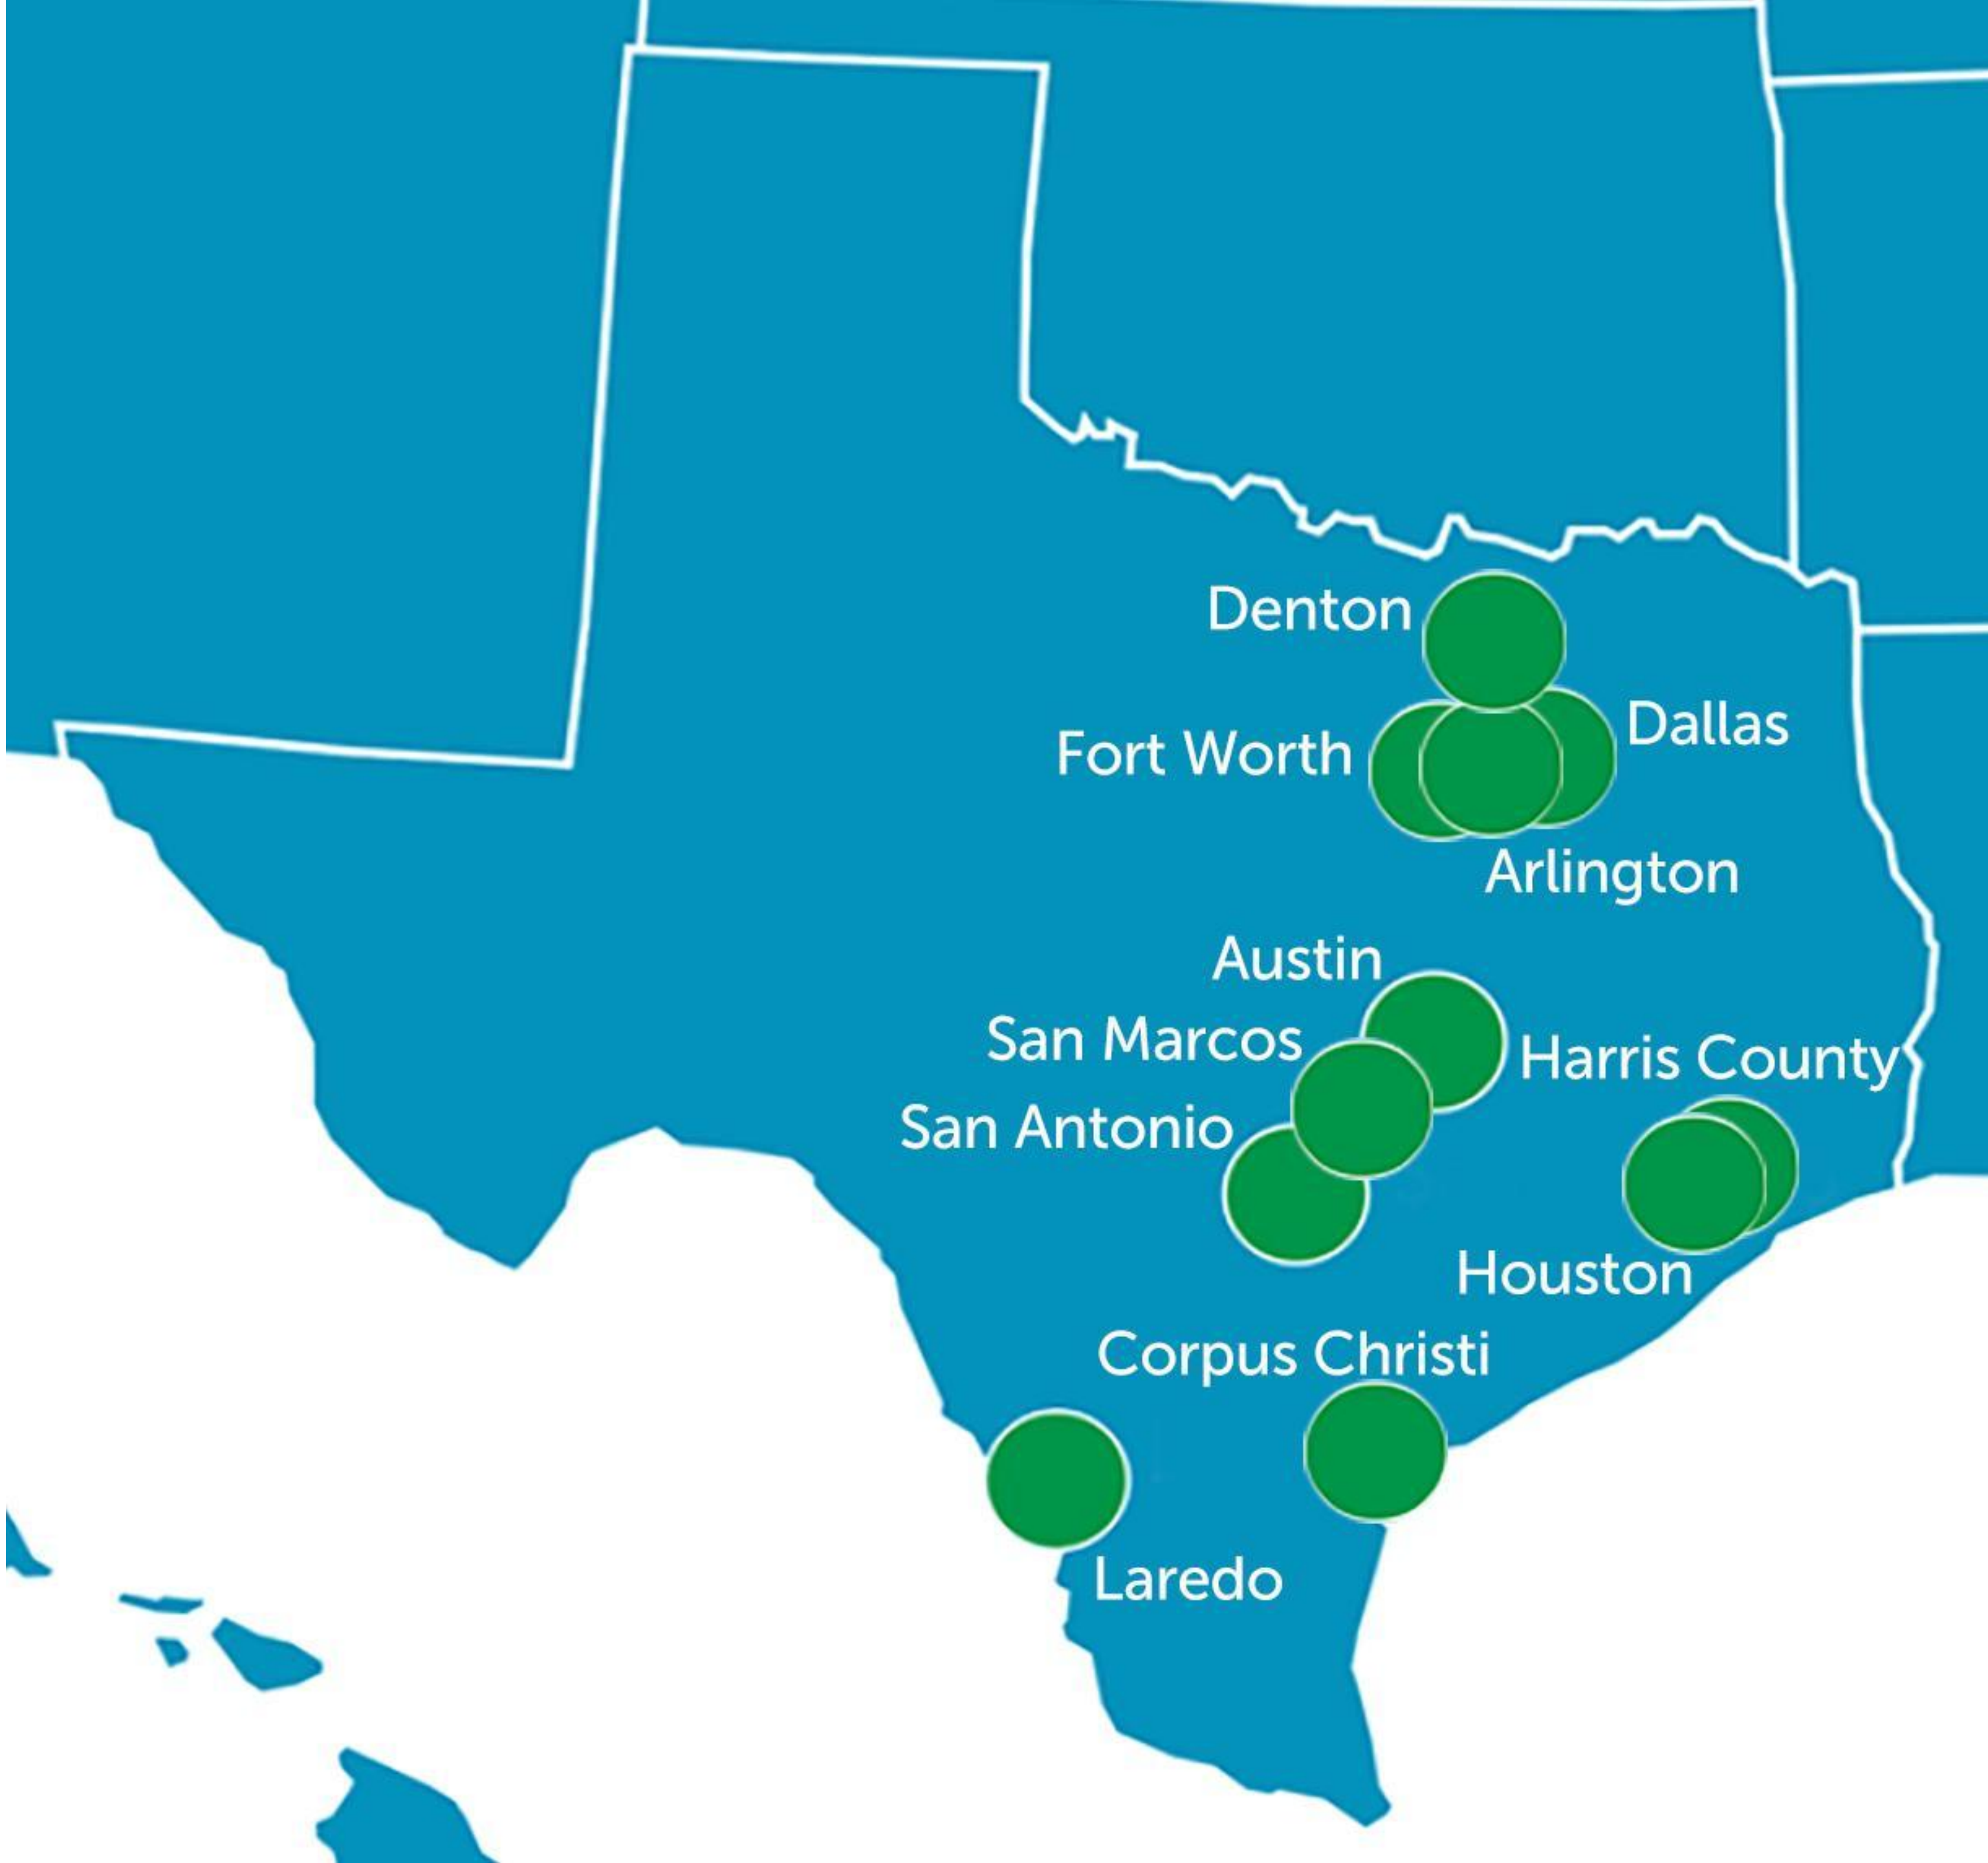 Denton
Dallas
Fort Worth
Arlington
Austin
San Marcos
Harris County
San Antonio
Houston
Corpus Christi
Laredo